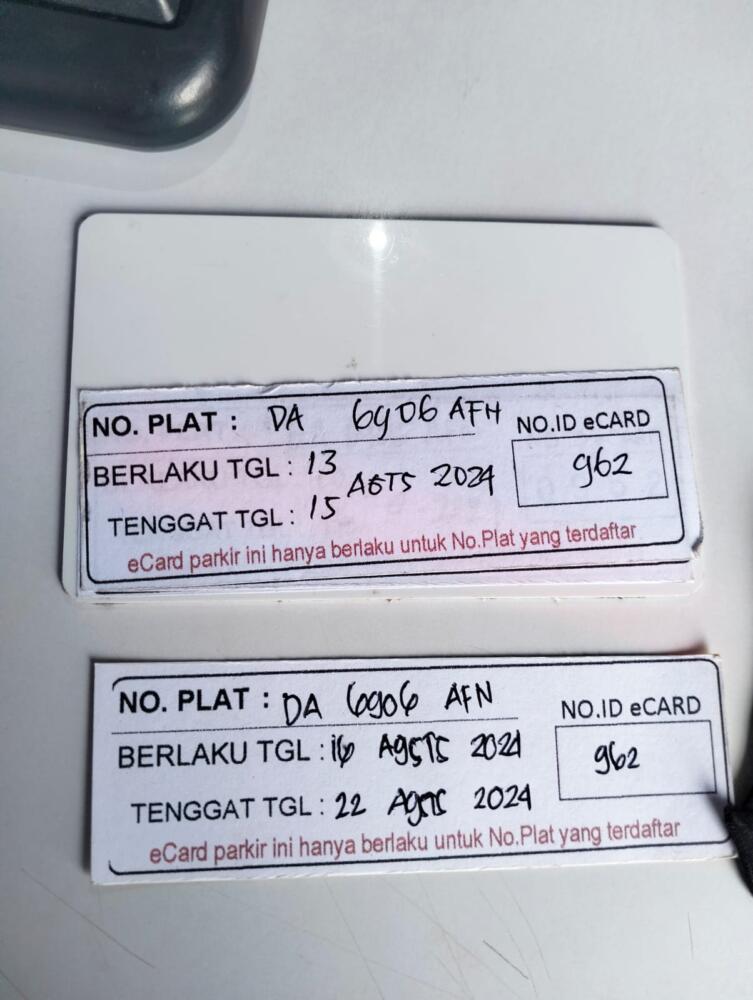 NO. PLAT : DA 6906 AFH
NO.ID eCARD
962
BERLAKU TGL : 13
AGTS 2024
TENGGAT TGL : 15
eCard parkir ini hanya berlaku untuk No.Plat yang terdaftar
NO. PLAT : DA 6906 AFN
NO.ID eCARD
962
BERLAKU TGL : 16 AGSTS 2024
TENGGAT TGL : 22 AGTS 2024
eCard parkir ini hanya berlaku untuk No.Plat yang terdaftar